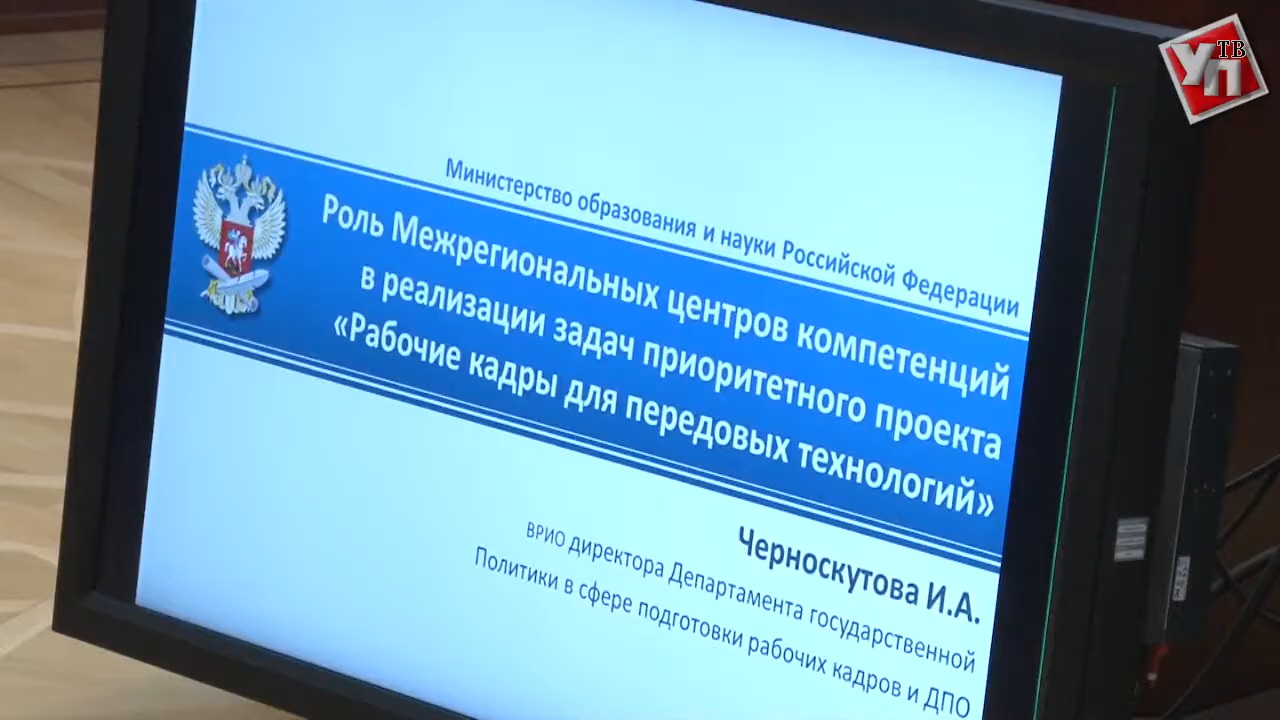 УП
ТВ
Министерство образования и науки Российской Федерации
Роль Межрегиональных центров компетенций
в реализации задач приоритетного проекта
«Рабочие кадры для передовых технологий»
Черноскутова И.А.
ВРИО директора Департамента государственной
Политики в сфере подготовки рабочих кадров и ДПО